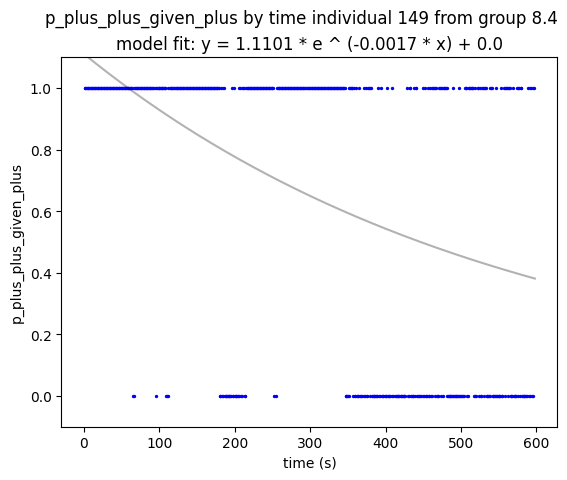 p_plus_plus_given_plus by time individual 149 from group 8.4
model fit: y = 1.1101 * e ^ (-0.0017 * x) + 0.0
p_plus_plus_given_plus
1.0
0.8
0.6
0.4
0.2
0.0
0 100 200 300 400 500 600
time (s)